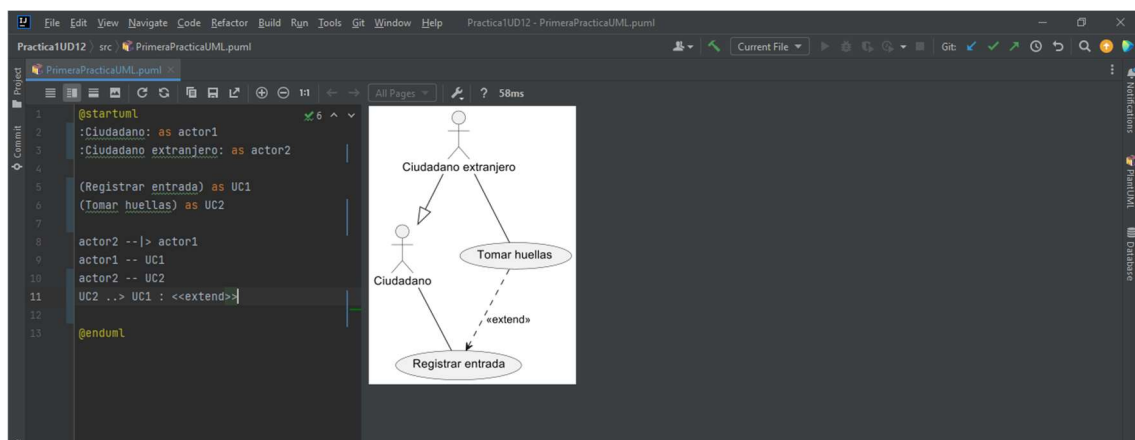 File Edit View Navigate Code Refactor Build Run Tools Git Window Help Practica1UD12 - PrimeraPracticaUML.puml
Practica1UD12 src PrimeraPracticaUML.puml Current File Git:
PrimeraPracticaUML.puml
1:1 All Pages ? 58ms
Project
Commit
Notifications
PlantUML
Database
6
1 @startuml
2 :Ciudadano: as actor1
3 :Ciudadano extranjero: as actor2
4
5 (Registrar entrada) as UC1
6 (Tomar huellas) as UC2
7
8 actor2 --|> actor1
9 actor1 -- UC1
10 actor2 -- UC2
11 UC2 ..> UC1 : <<extend>>
12
13 @enduml
Ciudadano extranjero
Tomar huellas
Ciudadano
«extend»
Registrar entrada